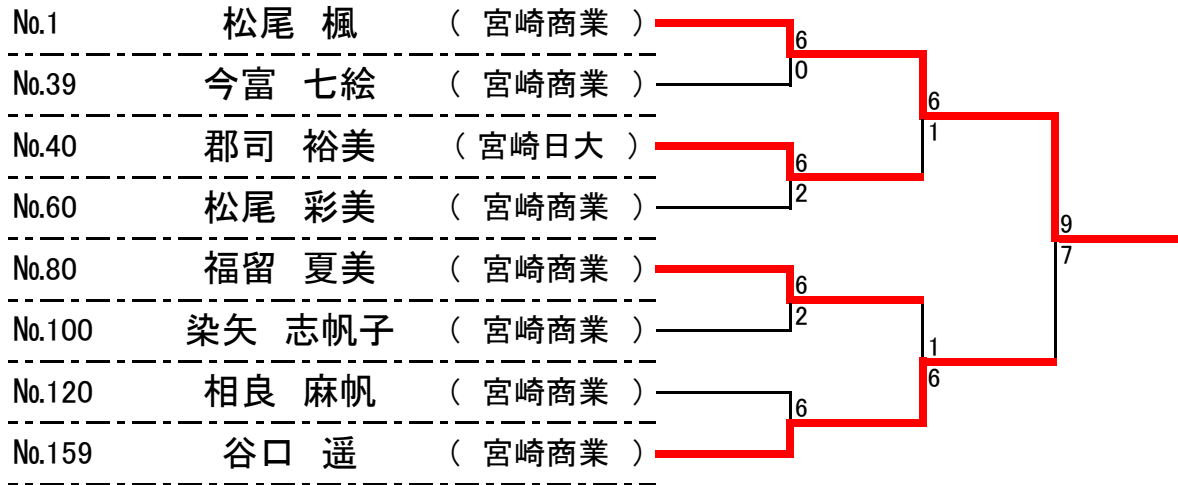 No.1 松尾 楓 ( 宮崎商業 )
6
0
No.39 今富 七絵 ( 宮崎商業 )
6
1
No.40 郡司 裕美 ( 宮崎日大 )
6
2
No.60 松尾 彩美 ( 宮崎商業 )
9
7
No.80 福留 夏美 ( 宮崎商業 )
6
2
No.100 染矢 志帆子 ( 宮崎商業 )
1
6
No.120 相良 麻帆 ( 宮崎商業 )
6
No.159 谷口 遥 ( 宮崎商業 )